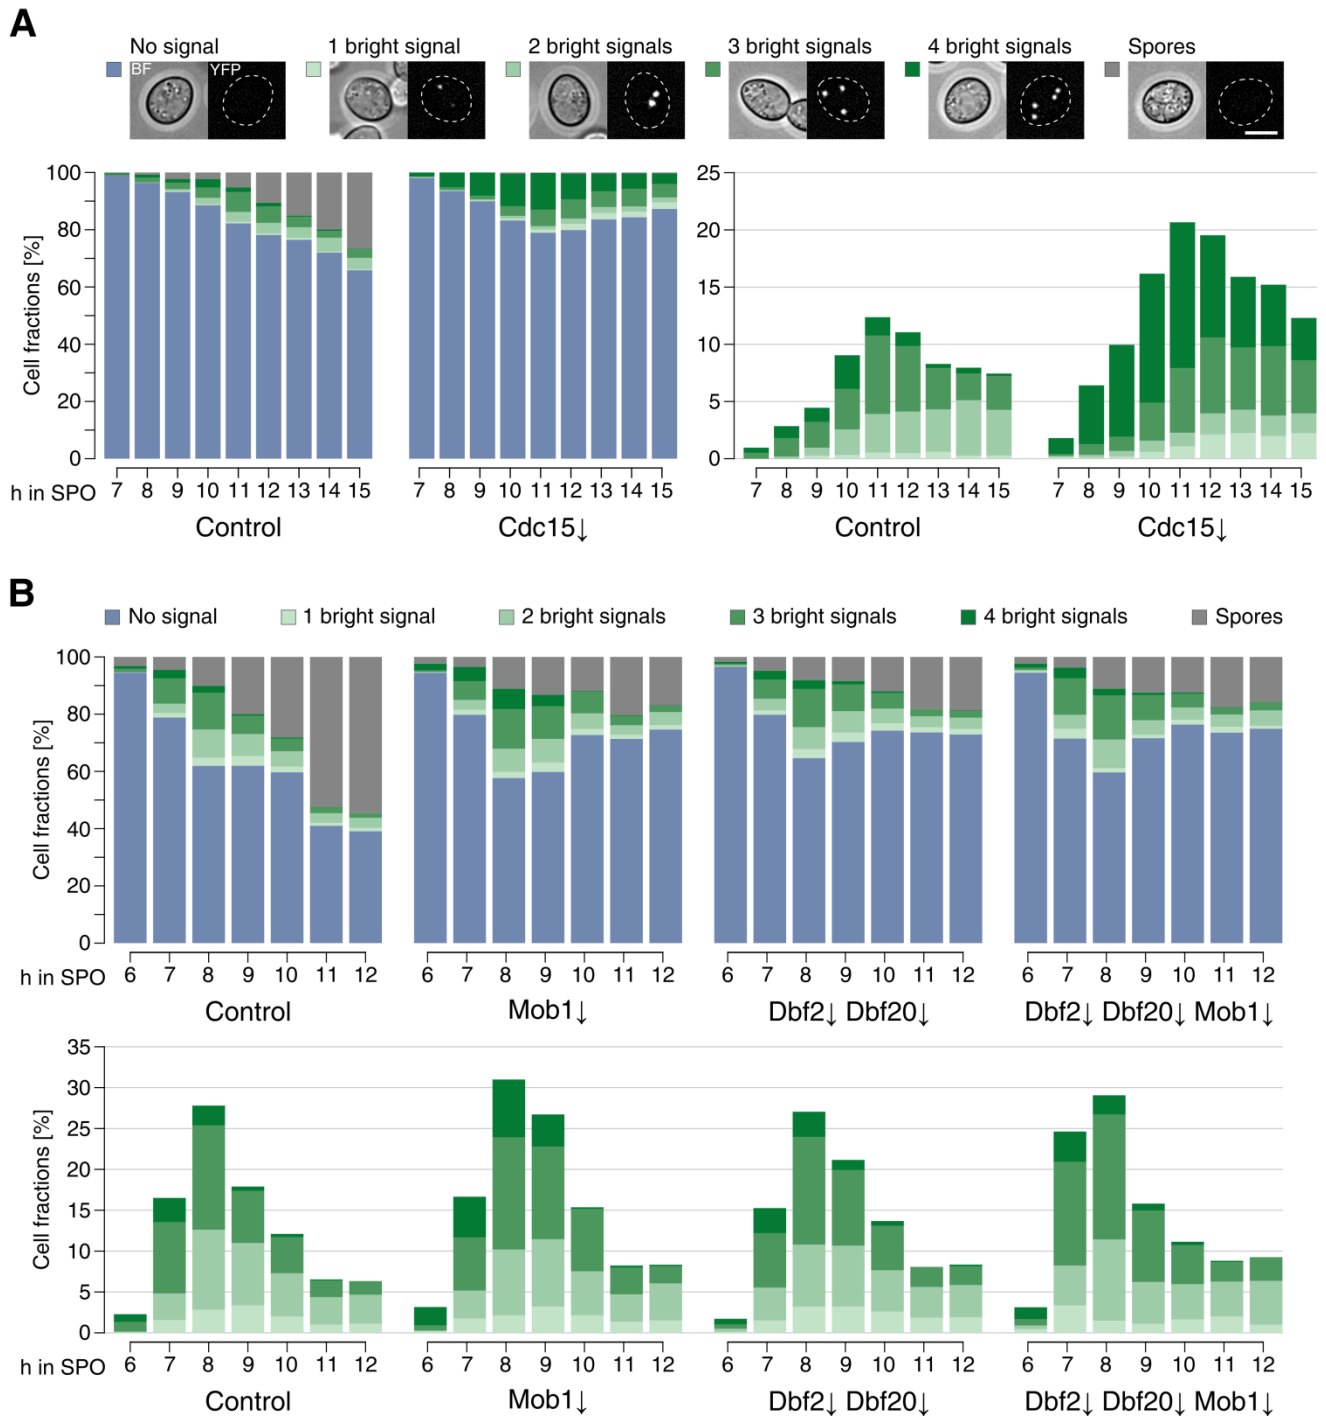 A
No signal 1 bright signal 2 bright signals 3 bright signals 4 bright signals Spores
BF YFP
100 80 60 40 20 0
Cell fractions [%]
25 20 15 10 5 0
h in SPO 7 8 9 10 11 12 13 14 15 7 8 9 10 11 12 13 14 15 7 8 9 10 11 12 13 14 15 7 8 9 10 11 12 13 14 15
Control Cdc15↓ Control Cdc15↓
B
No signal 1 bright signal 2 bright signals 3 bright signals 4 bright signals Spores
100 80 60 40 20 0
Cell fractions [%]
h in SPO 6 7 8 9 10 11 12 6 7 8 9 10 11 12 6 7 8 9 10 11 12 6 7 8 9 10 11 12
Control Mob1↓ Dbf2↓ Dbf20↓ Dbf2↓ Dbf20↓ Mob1↓
35 30 25 20 15 10 5 0
Cell fractions [%]
h in SPO 6 7 8 9 10 11 12 6 7 8 9 10 11 12 6 7 8 9 10 11 12 6 7 8 9 10 11 12
Control Mob1↓ Dbf2↓ Dbf20↓ Dbf2↓ Dbf20↓ Mob1↓